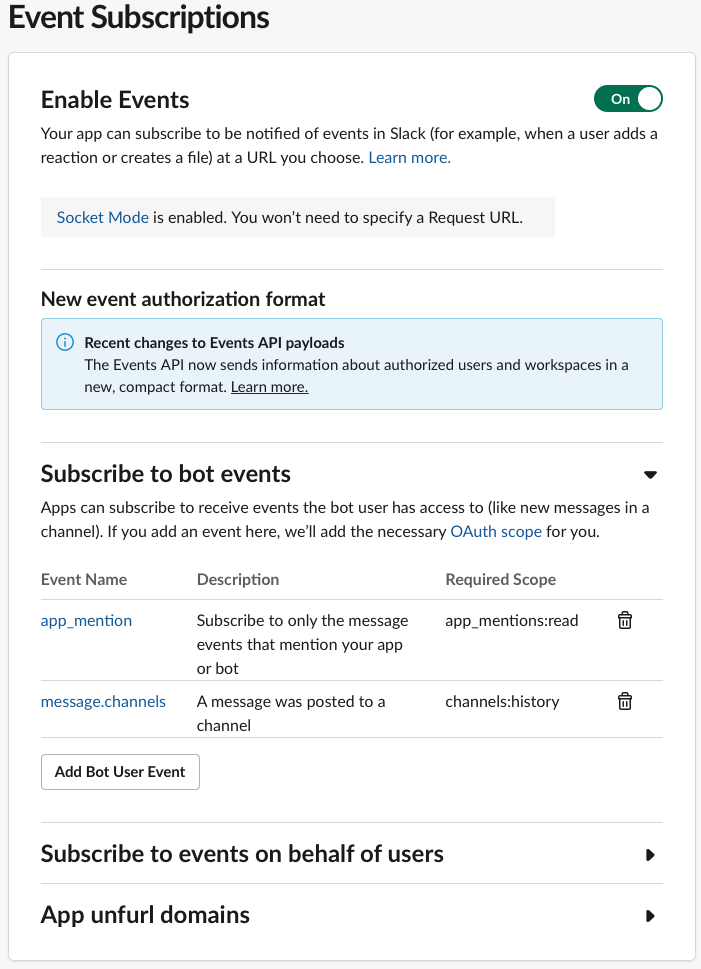 Event Subscriptions
Enable Events
On
Your app can subscribe to be notified of events in Slack (for example, when a user adds a
reaction or creates a file) at a URL you choose. Learn more.
Socket Mode is enabled. You won’t need to specify a Request URL.
New event authorization format
Recent changes to Events API payloads
The Events API now sends information about authorized users and workspaces in a
new, compact format. Learn more.
Subscribe to bot events
Apps can subscribe to receive events the bot user has access to (like new messages in a
channel). If you add an event here, we’ll add the necessary OAuth scope for you.
Event Name Description Required Scope
app_mention Subscribe to only the message app_mentions:read
events that mention your app
or bot
message.channels A message was posted to a channels:history
channel
Add Bot User Event
Subscribe to events on behalf of users
App unfurl domains